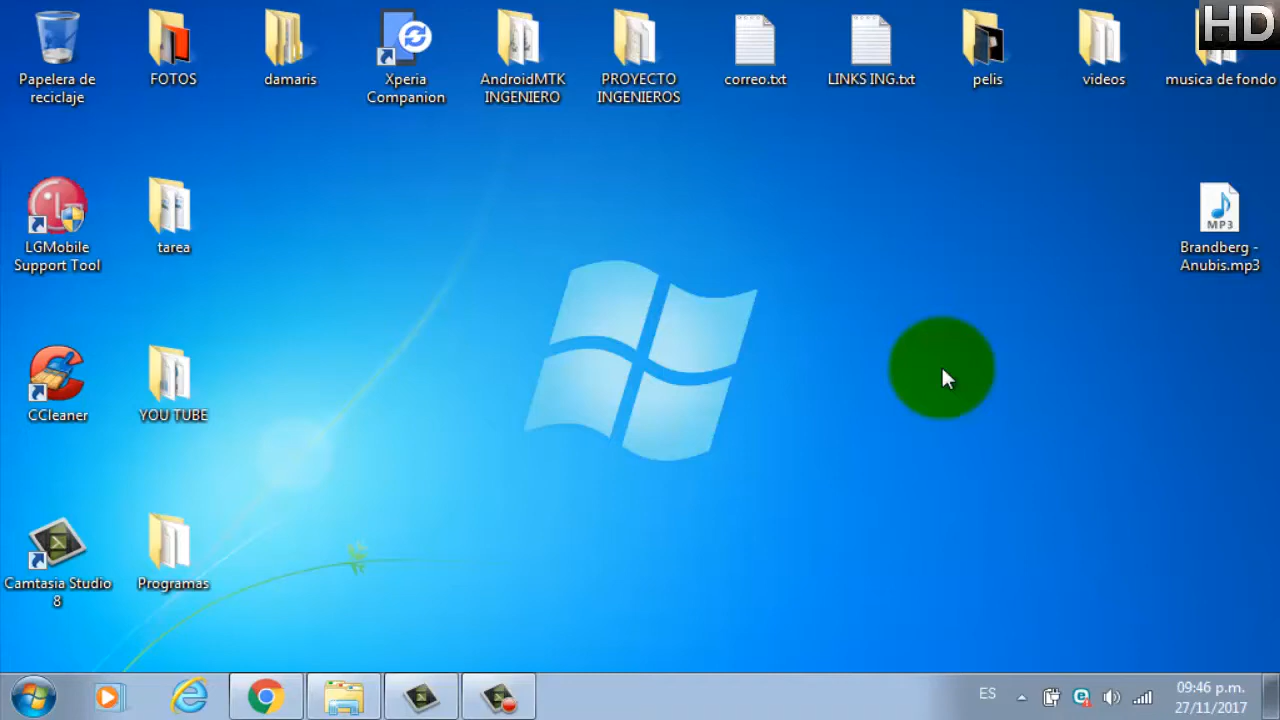 HD
Papelera de
reciclaje
FOTOS
damaris
Xperia
Companion
AndroidMTK
INGENIERO
PROYECTO
INGENIEROS
correo.txt
LINKS ING.txt
pelis
videos
musica de fondo
LGMobile
Support Tool
tarea
MP3
Brandberg -
Anubis.mp3
CCleaner
YOU TUBE
Camtasia Studio
8
Programas
ES
09:46 p.m.
27/11/2017